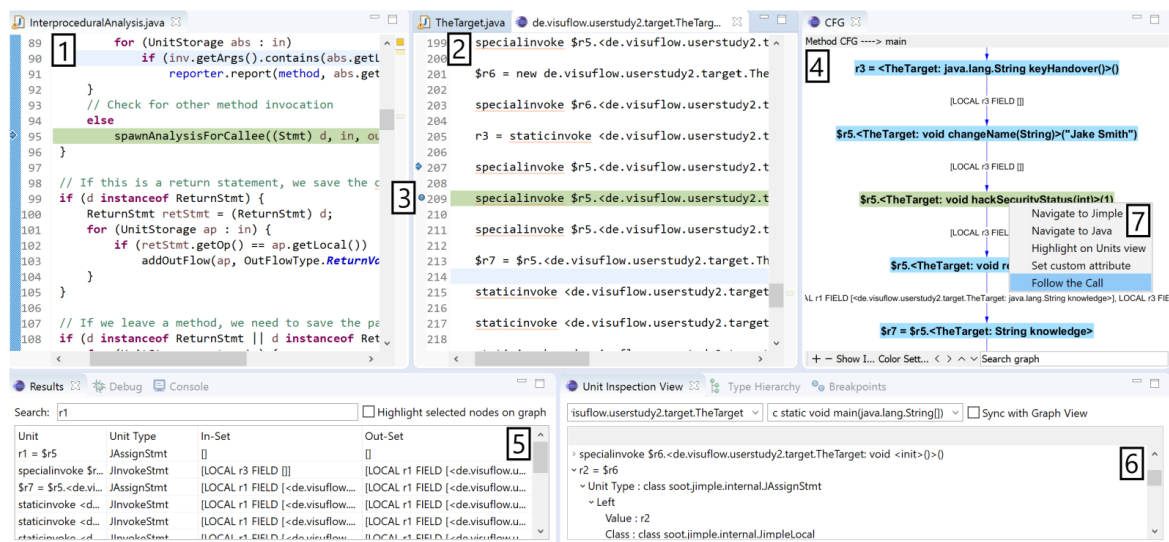 InterproceduralAnalysis.java
89 for (UnitStorage abs : in)
90 if (inv.getArgs().contains(abs.getL
91 reporter.report(method, abs.get
92 }
93 // Check for other method invocation
94 else
95 spawnAnalysisForCallee((Stmt) d, in, ou
96 }
97
98 // If this is a return statement, we save the
99 if (d instanceof ReturnStmt) {
100 ReturnStmt retStmt = (ReturnStmt) d;
101 for (UnitStorage ap : in) {
102 if (retStmt.getOp() == ap.getLocal())
103 addOutFlow(ap, OutFlowType.ReturnVa
104 }
105 }
106
107 // If we leave a method, we need to save the pa
108 if (d instanceof ReturnStmt || d instanceof Ret
1
TheTarget.java de.visuflow.userstudy2.target.TheTarg...
199 specialinvoke $r5.<de.visuflow.userstudy2.t
200
201 $r6 = new de.visuflow.userstudy2.target.The
202
203 specialinvoke $r6.<de.visuflow.userstudy2.t
204
205 r3 = staticinvoke <de.visuflow.userstudy2.t
206
207 specialinvoke $r5.<de.visuflow.userstudy2.t
208
209 specialinvoke $r5.<de.visuflow.userstudy2.t
210
211 specialinvoke $r5.<de.visuflow.userstudy2.t
212
213 $r7 = $r5.<de.visuflow.userstudy2.target.Th
214
215 staticinvoke <de.visuflow.userstudy2.target
216
217 staticinvoke <de.visuflow.userstudy2.target
218
2
3
CFG
Method CFG ----> main
4
r3 = <TheTarget: java.lang.String keyHandover()>()
[LOCAL r3 FIELD []]
$r5.<TheTarget: void changeName(String)>("Jake Smith")
[LOCAL r3 FIELD []]
$r5.<TheTarget: void hackSecurityStatus(int)>(1)
Navigate to Jimple
7
Navigate to Java
[LOCAL r3 FIEL
Highlight on Units view
Set custom attribute
$r5.<TheTarget: void re
Follow the Call
AL r1 FIELD [<de.visuflow.userstudy2.target.TheTarget: java.lang.String knowledge>], LOCAL r3 FIE
$r7 = $r5.<TheTarget: String knowledge>
+ − Show I... Color Sett... < > Search graph
Results Debug Console
Search: r1 Highlight selected nodes on graph
Unit Unit Type In-Set Out-Set
5
r1 = $r5 JAssignStmt [] []
specialinvoke $r... JInvokeStmt [LOCAL r3 FIELD []] [LOCAL r1 FIELD [<de.visuflow.u...
$r7 = $r5.<de.vi... JAssignStmt [LOCAL r1 FIELD [<de.visuflow.... [LOCAL r1 FIELD [<de.visuflow.u...
staticinvoke <d... JInvokeStmt [LOCAL r1 FIELD [<de.visuflow.... [LOCAL r1 FIELD [<de.visuflow.u...
staticinvoke <d... JInvokeStmt [LOCAL r1 FIELD [<de.visuflow.... [LOCAL r1 FIELD [<de.visuflow.u...
Unit Inspection View Type Hierarchy Breakpoints
isuflow.userstudy2.target.TheTarget c static void main(java.lang.String[]) Sync with Graph View
specialinvoke $r6.<de.visuflow.userstudy2.target.TheTarget: void <init>()>()
6
r2 = $r6
Unit Type : class soot.jimple.internal.JAssignStmt
Left
Value : r2
Class : soot.jimple.internal.JimpleLocal